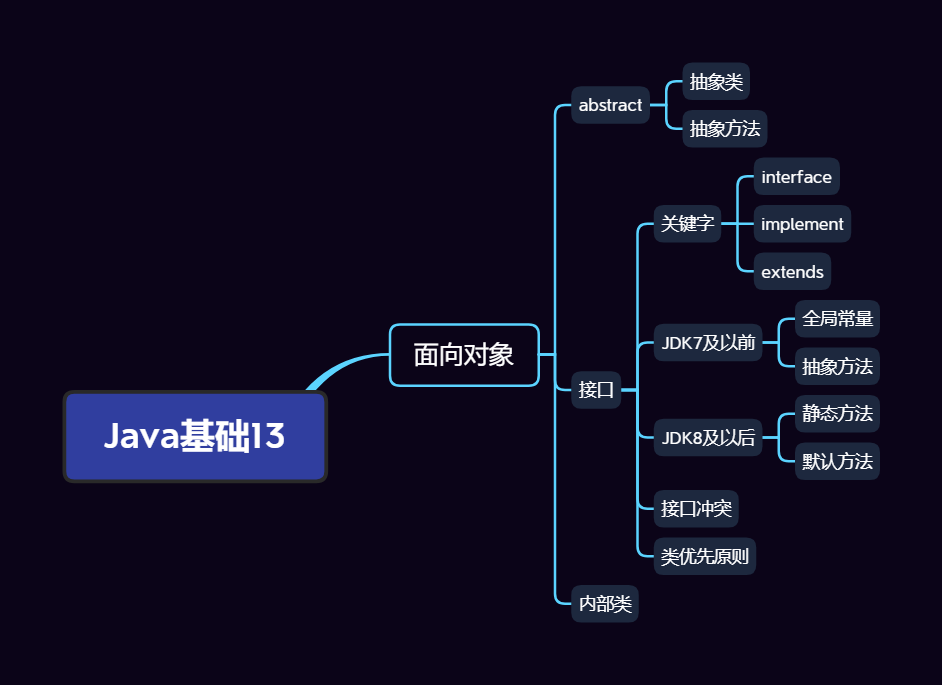 Java基础13
面向对象
abstract
抽象类
抽象方法
接口
关键字
interface
implement
extends
JDK7及以前
全局常量
抽象方法
JDK8及以后
静态方法
默认方法
接口冲突
类优先原则
内部类